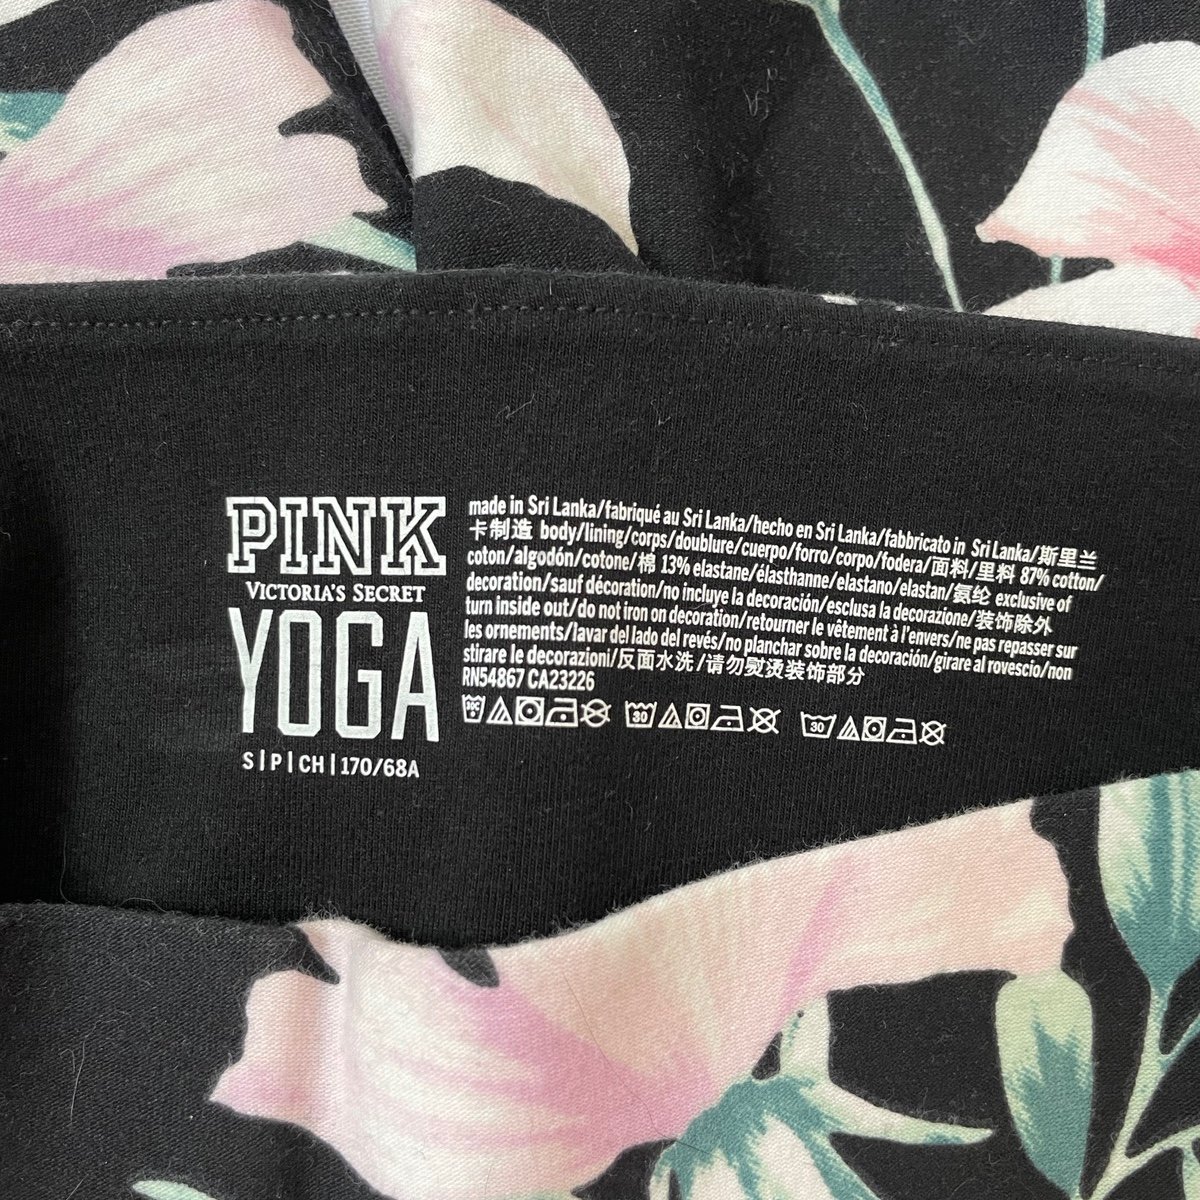 PINK
VICTORIA'S SECRET
YOGA
S | P | CH | 170/68A
made in Sri Lanka/fabriqué au Sri Lanka/hecho en Sri Lanka/fabbricato in Sri Lanka/斯里兰
卡制造 body/lining/corps/doublure/cuerpo/forro/corpo/fodera/面料/里料 87% cotton/
coton/algodón/cotone/棉 13% elastane/élasthanne/elastano/elastan/氨纶 exclusive of
decoration/sauf décoration/no incluye la decoración/esclusa la decorazione/装饰除外
turn inside out/do not iron on decoration/retourner le vêtement à l'envers/ne pas repasser sur
les ornements/lavar del lado del revés/no planchar sobre la decoración/girare al rovescio/non
stirare le decorazioni/反面水洗/请勿熨烫装饰部分
RN54867 CA23226
30C 30 30